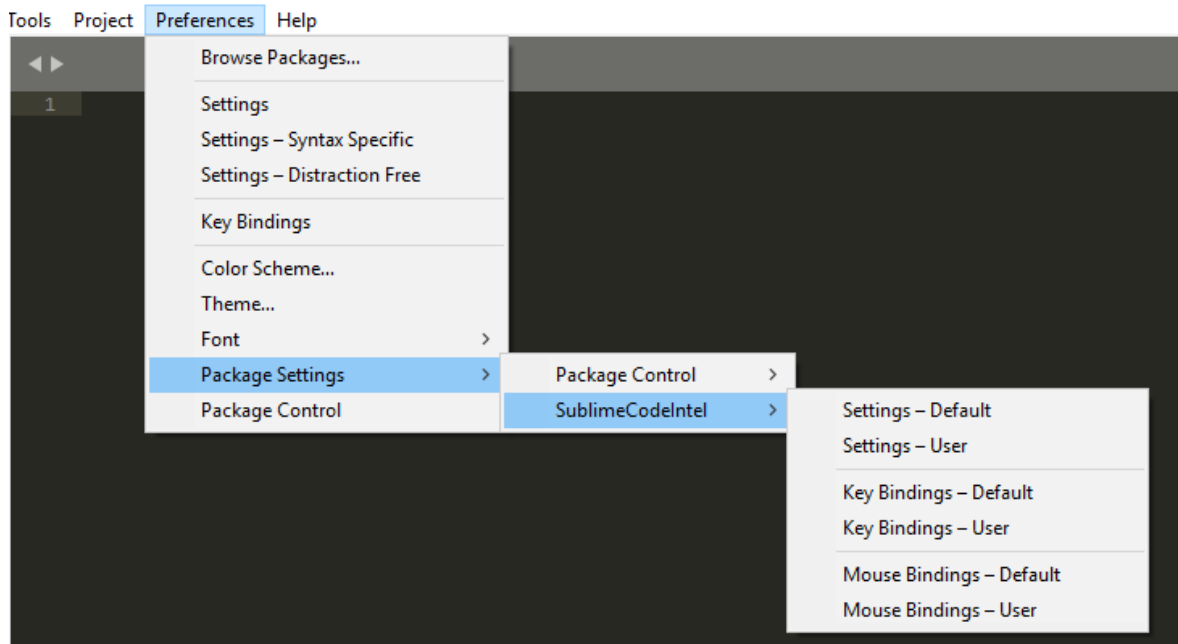 Tools Project Preferences Help
Browse Packages...
1
Settings
Settings – Syntax Specific
Settings – Distraction Free
Key Bindings
Color Scheme...
Theme...
Font
Package Settings
Package Control
Package Control
SublimeCodeIntel
Settings – Default
Settings – User
Key Bindings – Default
Key Bindings – User
Mouse Bindings – Default
Mouse Bindings – User